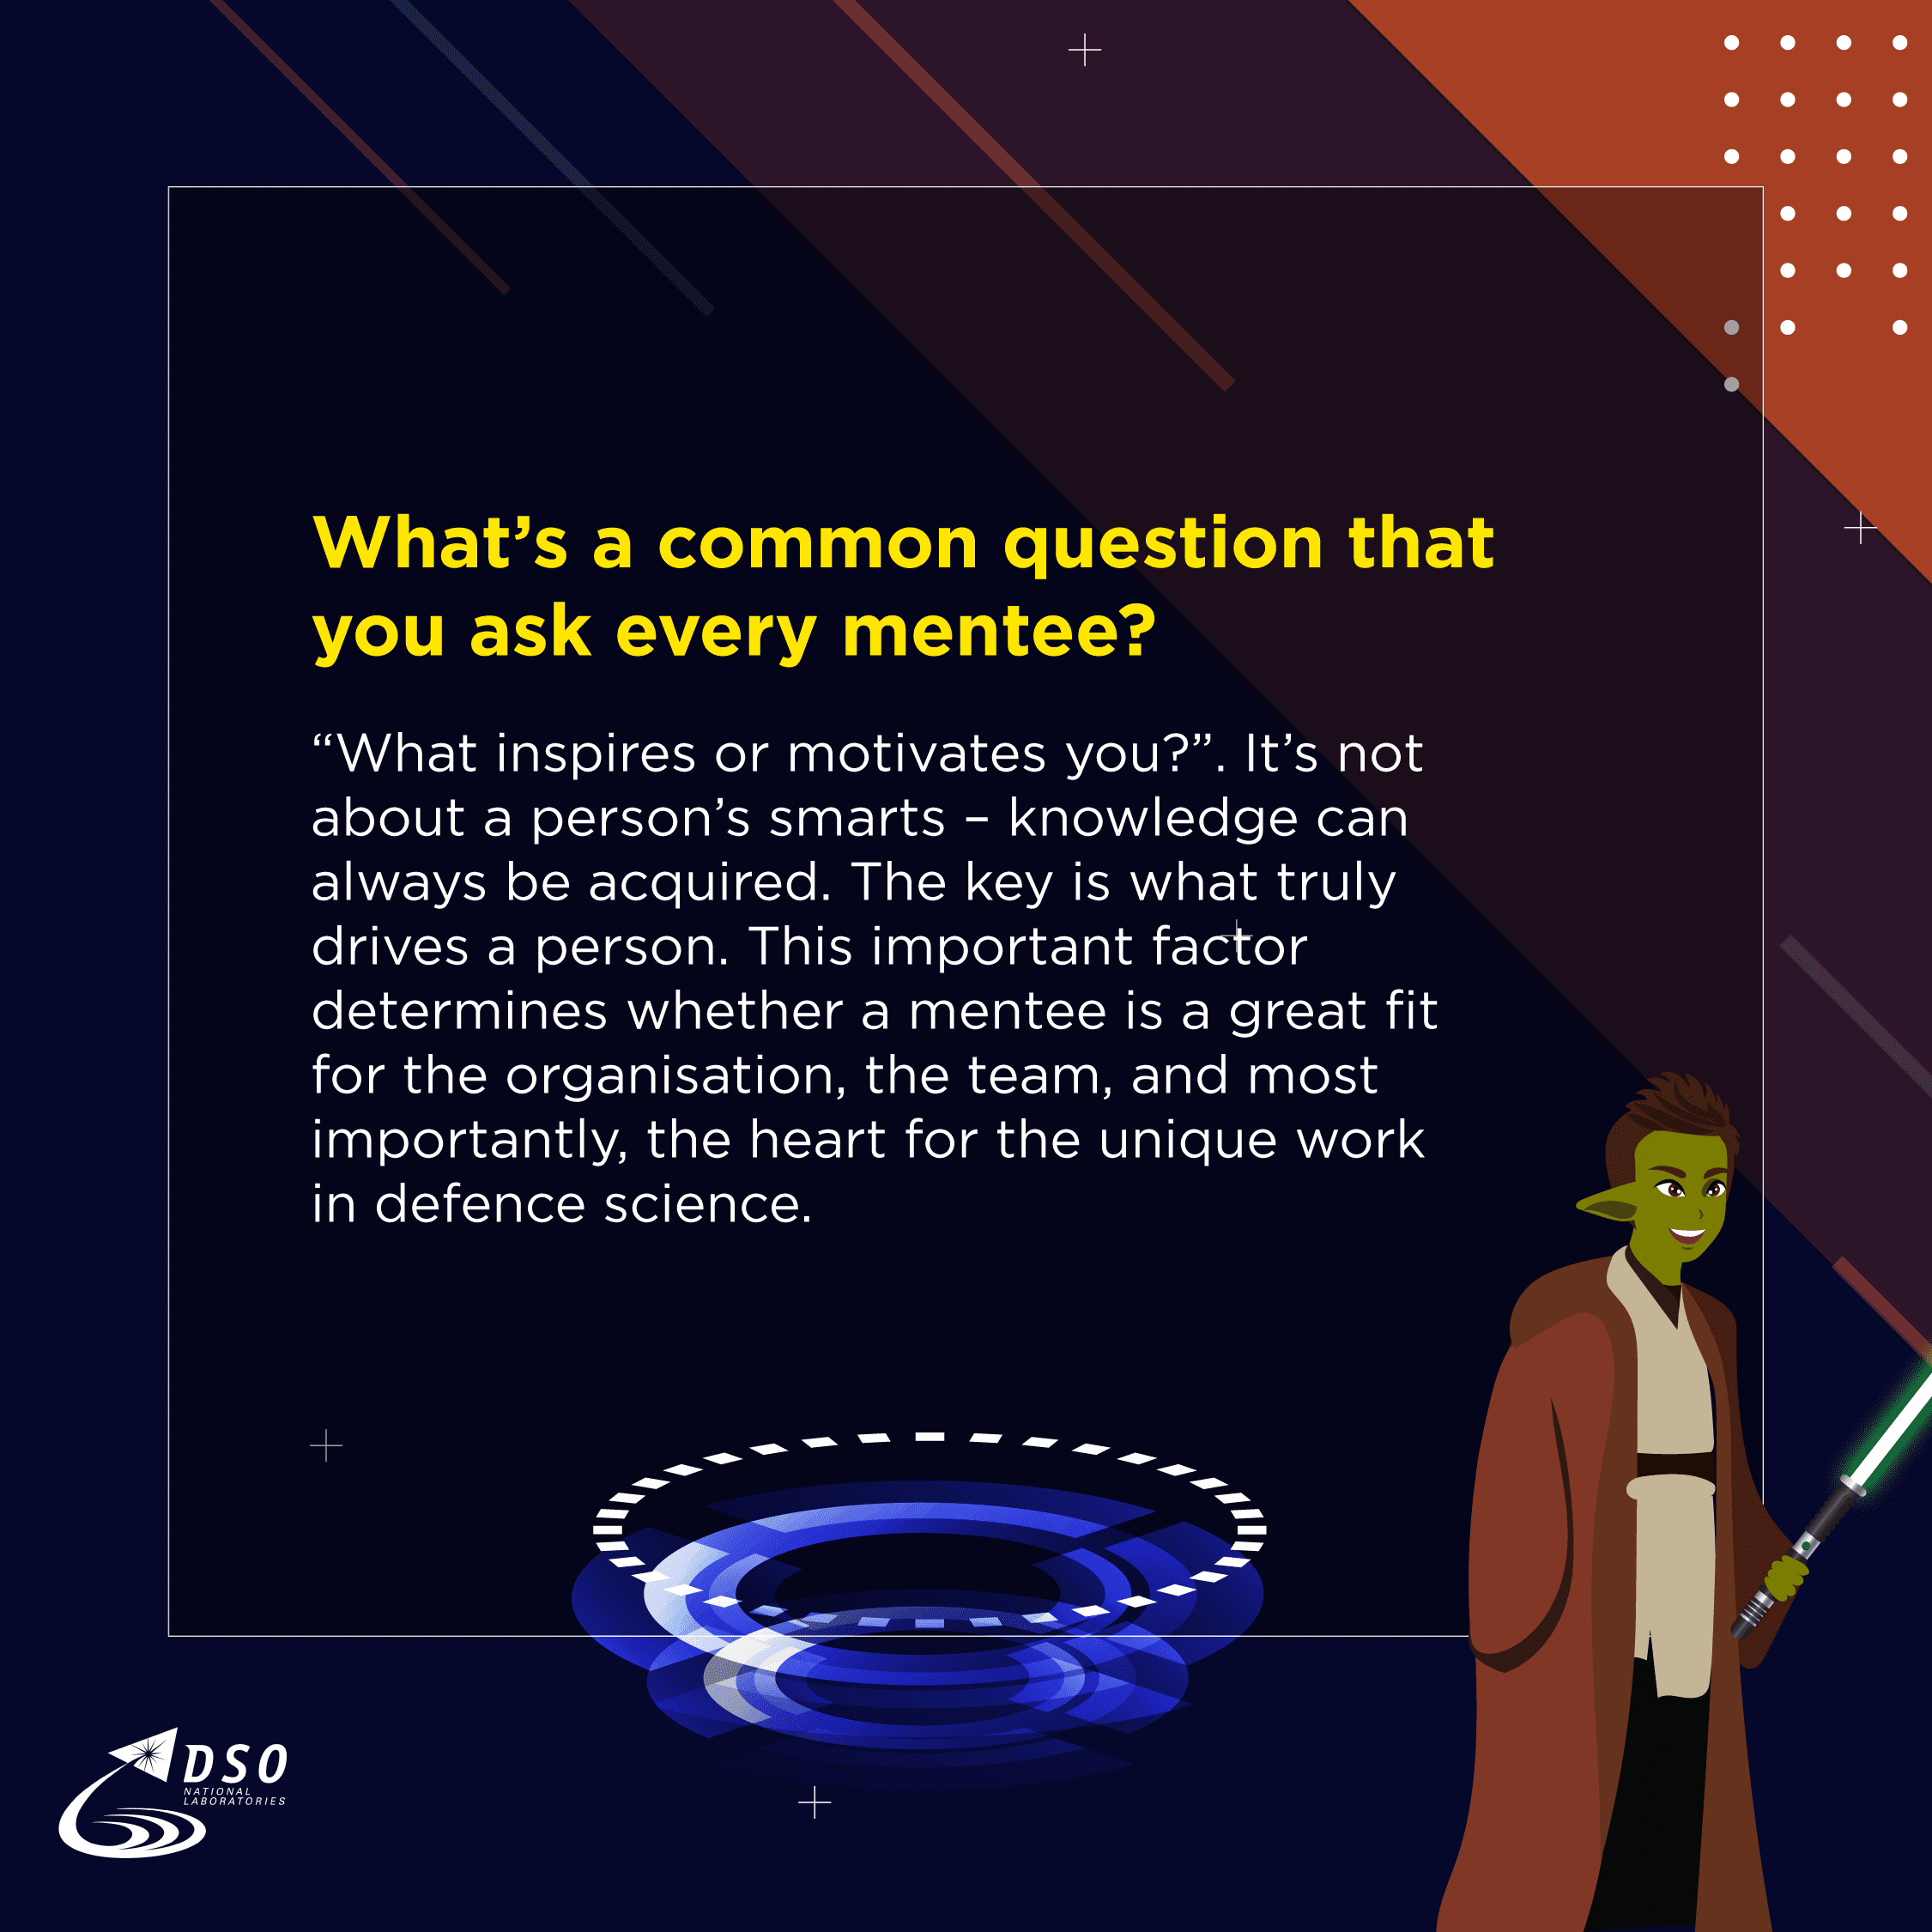 What’s a common question that
you ask every mentee?
“What inspires or motivates you?”. It’s not
about a person’s smarts – knowledge can
always be acquired. The key is what truly
drives a person. This important factor
determines whether a mentee is a great fit
for the organisation, the team, and most
importantly, the heart for the unique work
in defence science.
DSO
NATIONAL
LABORATORIES